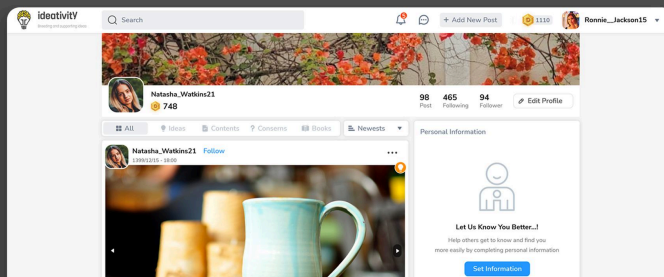 ideativitY
Growing and supporting ideas
Search
5
+ Add New Post
1110
Ronnie__Jackson15
Natasha_Watkins21
748
98
Post
465
Following
94
Follower
Edit Profile
All
Ideas
Contents
Concerns
Books
Newests
Personal Information
Natasha_Watkins21 Follow
1399/12/15 - 18:00
Let Us Know You Better...!
Help others get to know and find you
more easily by completing personal information
Set Information